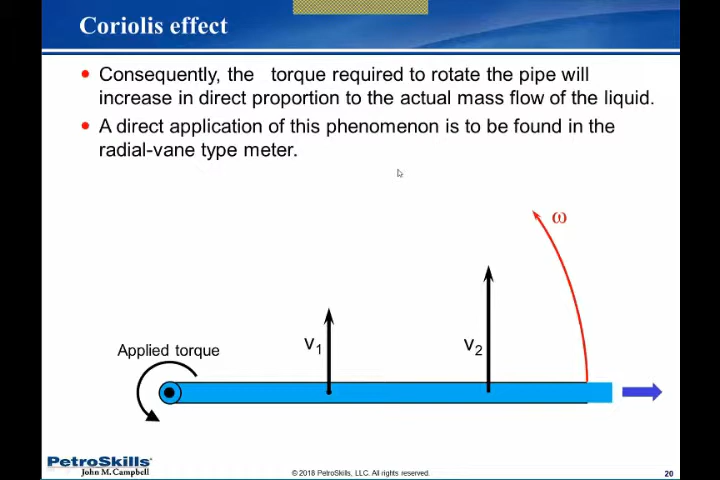 Coriolis effect
• Consequently, the torque required to rotate the pipe will
increase in direct proportion to the actual mass flow of the liquid.
• A direct application of this phenomenon is to be found in the
radial-vane type meter.
ω
Applied torque
V1
V2
PetroSkills
John M. Campbell
© 2018 PetroSkills, LLC. All rights reserved.
20